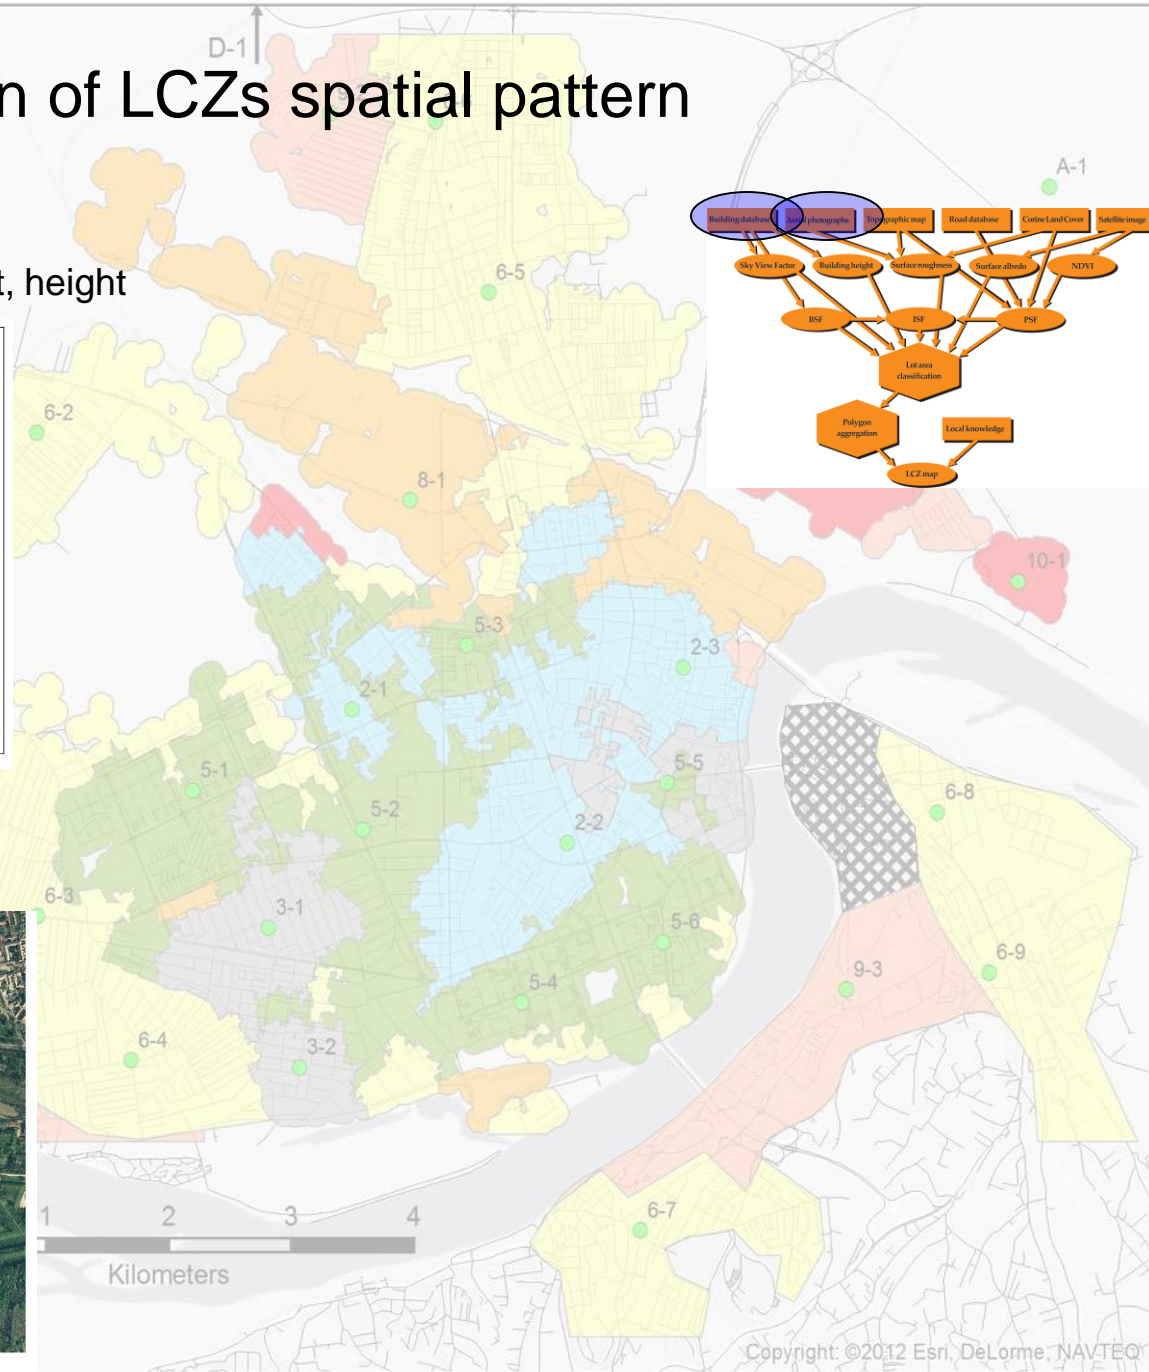 D-1
n of LCZs spatial pattern
A-1
Building database
Aerial photographs
Topographic map
Road database
Corine Land Cover
Satellite image
Sky View Factor
Building height
Surface roughness
Surface albedo
NDVI
BSF
ISF
PSF
Lot area
classification
Polygon
aggregation
Local knowledge
LCZ map
6-5
t, height
6-2
8-1
10-1
5-3
2-3
2-1
5-1
5-5
5-2
6-8
2-2
6-3
3-1
5-6
6-9
9-3
5-4
3-2
6-4
6-7
1 2 3 4
Kilometers
Copyright: ©2012 Esri, DeLorme, NAVTEQ